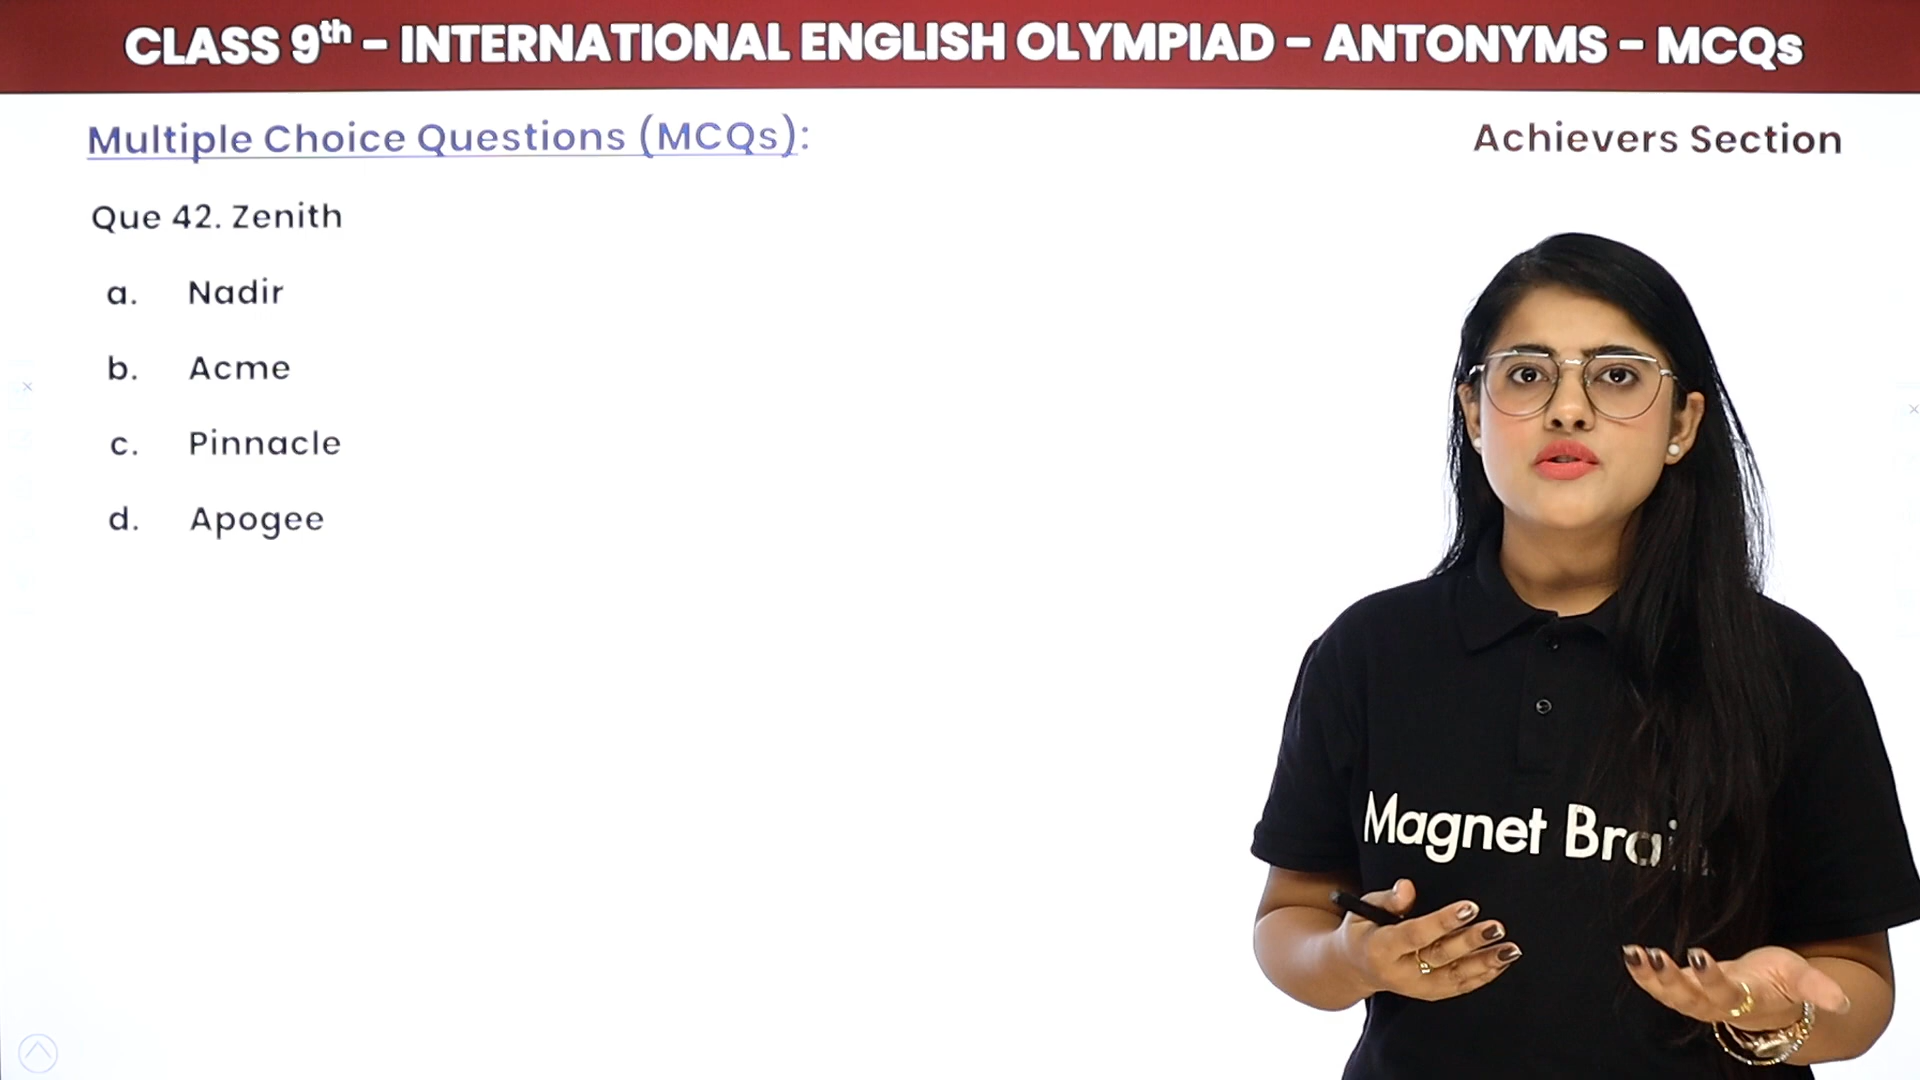 CLASS 9th - INTERNATIONAL ENGLISH OLYMPIAD - ANTONYMS - MCQs
Multiple Choice Questions (MCQs):
Achievers Section
Que 42. Zenith
a. Nadir
b. Acme
c. Pinnacle
d. Apogee
Magnet Brai